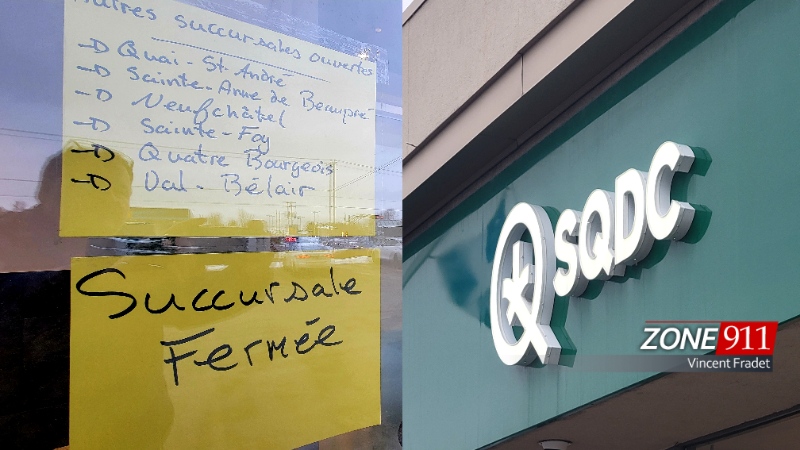 Autres succursales ouvertes
→ Quai-St-André
→ Sainte-Anne de Beaupré
→ Neufchâtel
→ Sainte-Foy
→ Quatre Bourgeois
→ Val-Bélair
Succursale
Fermée
SQDC
ZONE911
Vincent Fradet